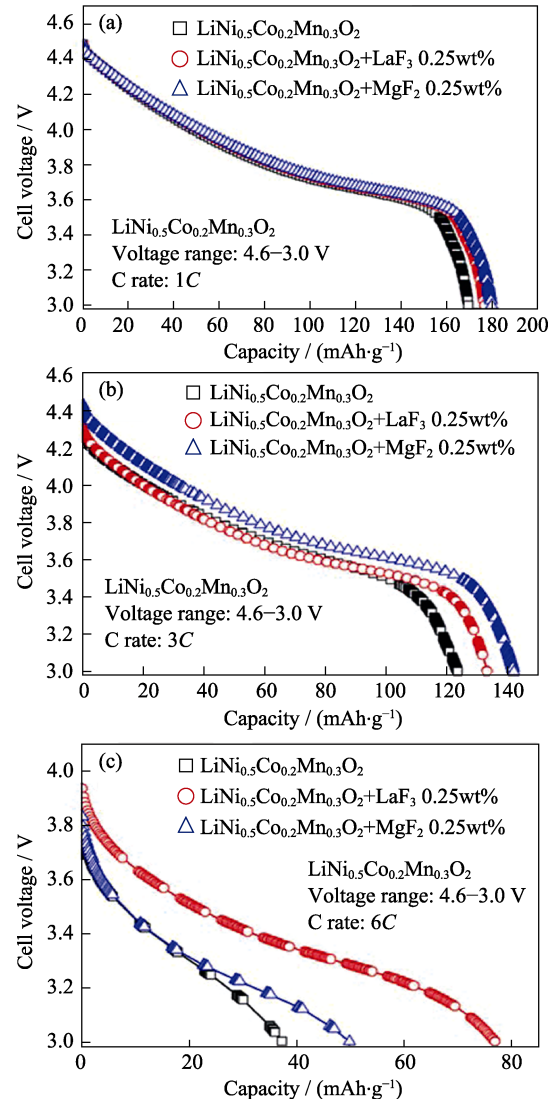 (a)
LiNi0.5Co0.2Mn0.3O2
LiNi0.5Co0.2Mn0.3O2+LaF3 0.25wt%
LiNi0.5Co0.2Mn0.3O2+MgF2 0.25wt%
4.6
4.4
4.2
4.0
3.8
3.6
3.4
3.2
3.0
Cell voltage / V
LiNi0.5Co0.2Mn0.3O2
Voltage range: 4.6−3.0 V
C rate: 1C
0 20 40 60 80 100 120 140 160 180 200
Capacity / (mAh·g−1)
(b)
LiNi0.5Co0.2Mn0.3O2
LiNi0.5Co0.2Mn0.3O2+LaF3 0.25wt%
LiNi0.5Co0.2Mn0.3O2+MgF2 0.25wt%
4.6
4.4
4.2
4.0
3.8
3.6
3.4
3.2
3.0
Cell voltage / V
LiNi0.5Co0.2Mn0.3O2
Voltage range: 4.6−3.0 V
C rate: 3C
0 20 40 60 80 100 120 140
Capacity / (mAh·g−1)
(c)
LiNi0.5Co0.2Mn0.3O2
LiNi0.5Co0.2Mn0.3O2+LaF3 0.25wt%
LiNi0.5Co0.2Mn0.3O2+MgF2 0.25wt%
4.0
3.8
3.6
3.4
3.2
3.0
Cell voltage / V
LiNi0.5Co0.2Mn0.3O2
Voltage range: 4.6−3.0 V
C rate: 6C
0 20 40 60 80
Capacity / (mAh·g−1)